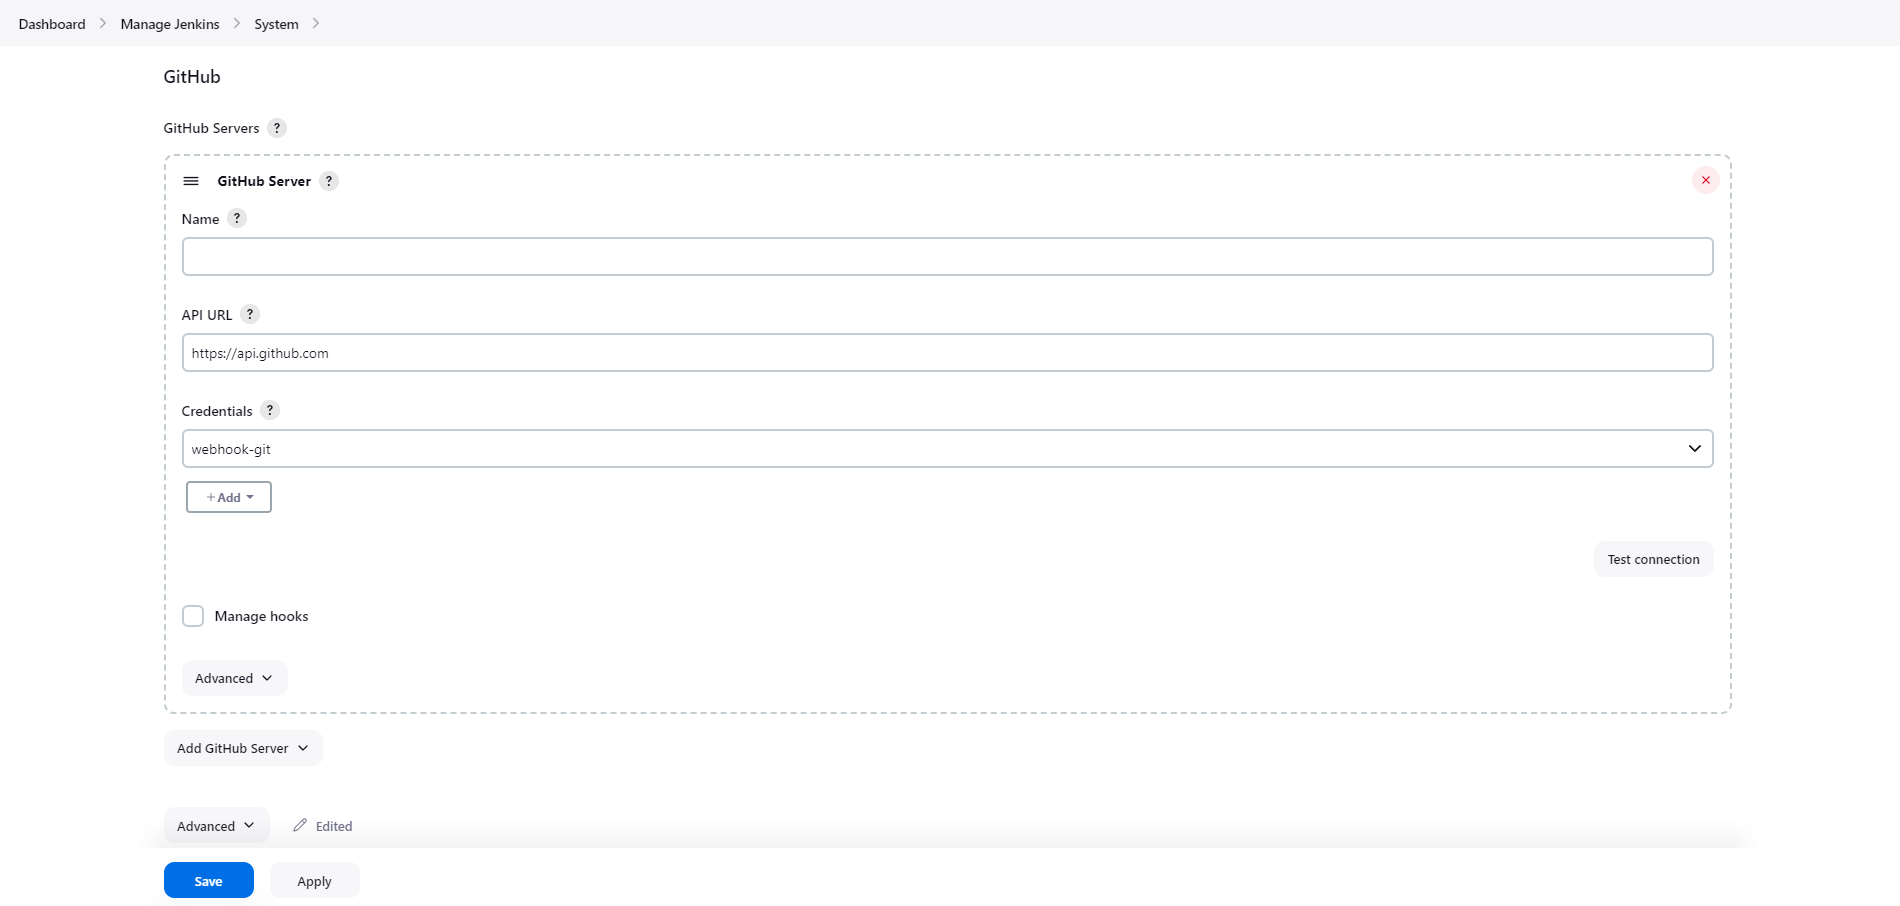 Dashboard > Manage Jenkins > System >
GitHub
GitHub Servers ?
GitHub Server ?
Name ?
API URL ?
https://api.github.com
Credentials ?
webhook-git
+ Add
Test connection
Manage hooks
Advanced
Add GitHub Server
Advanced Edited
Save Apply